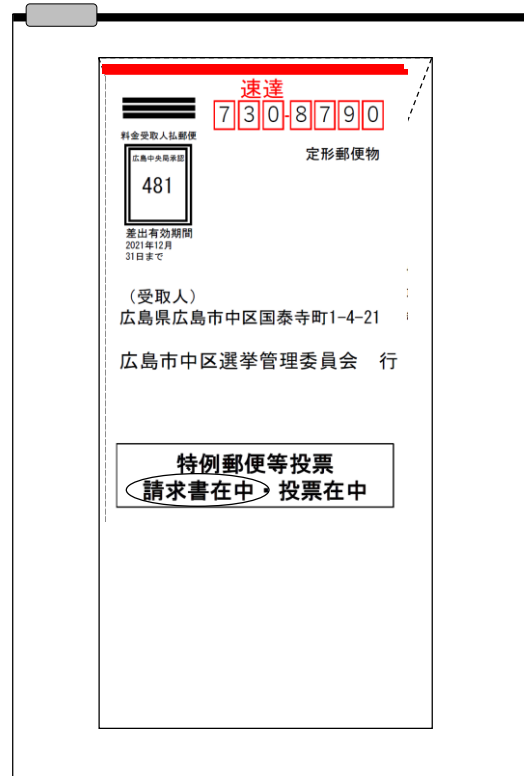 速達
730-8790
料金受取人払郵便
広島中央局承認
481
定形郵便物
差出有効期間
2021年12月
31日まで
（受取人）
広島県広島市中区国泰寺町1-4-21
広島市中区選挙管理委員会　行
特例郵便等投票
請求書在中・投票在中